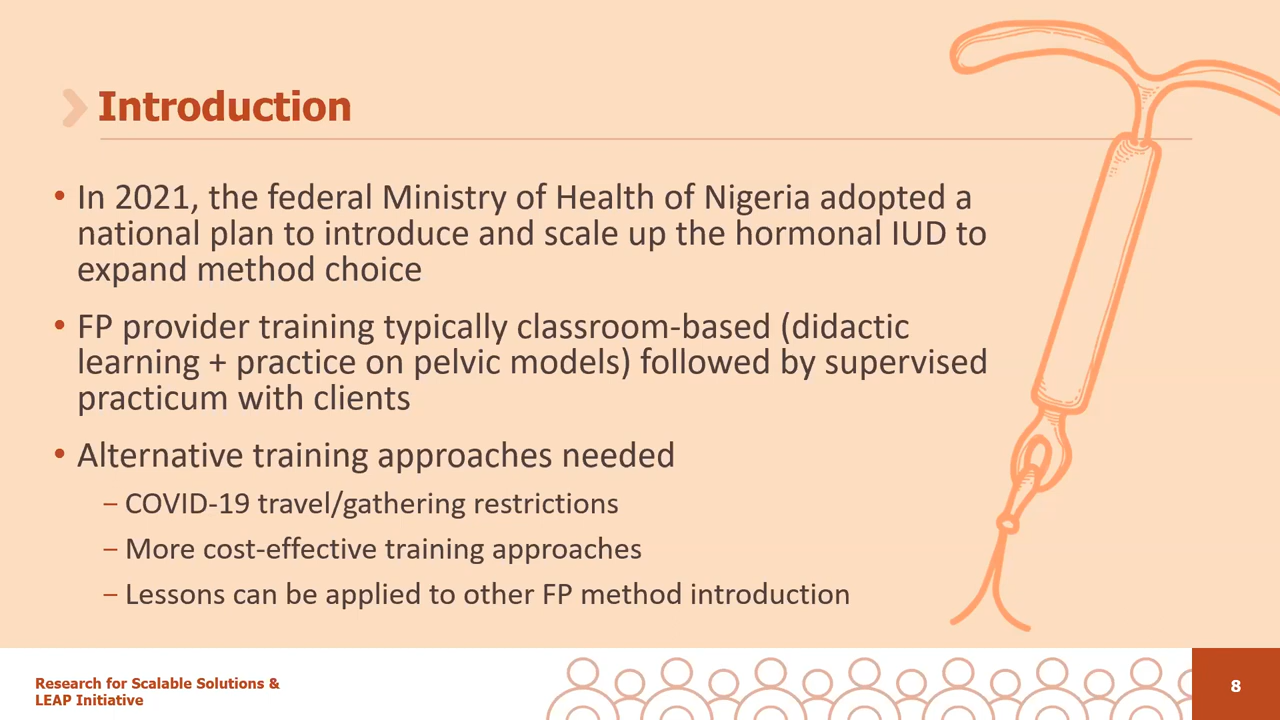 Introduction
• In 2021, the federal Ministry of Health of Nigeria adopted a
national plan to introduce and scale up the hormonal IUD to
expand method choice
• FP provider training typically classroom-based (didactic
learning + practice on pelvic models) followed by supervised
practicum with clients
• Alternative training approaches needed
– COVID-19 travel/gathering restrictions
– More cost-effective training approaches
– Lessons can be applied to other FP method introduction
Research for Scalable Solutions &
LEAP Initiative
8